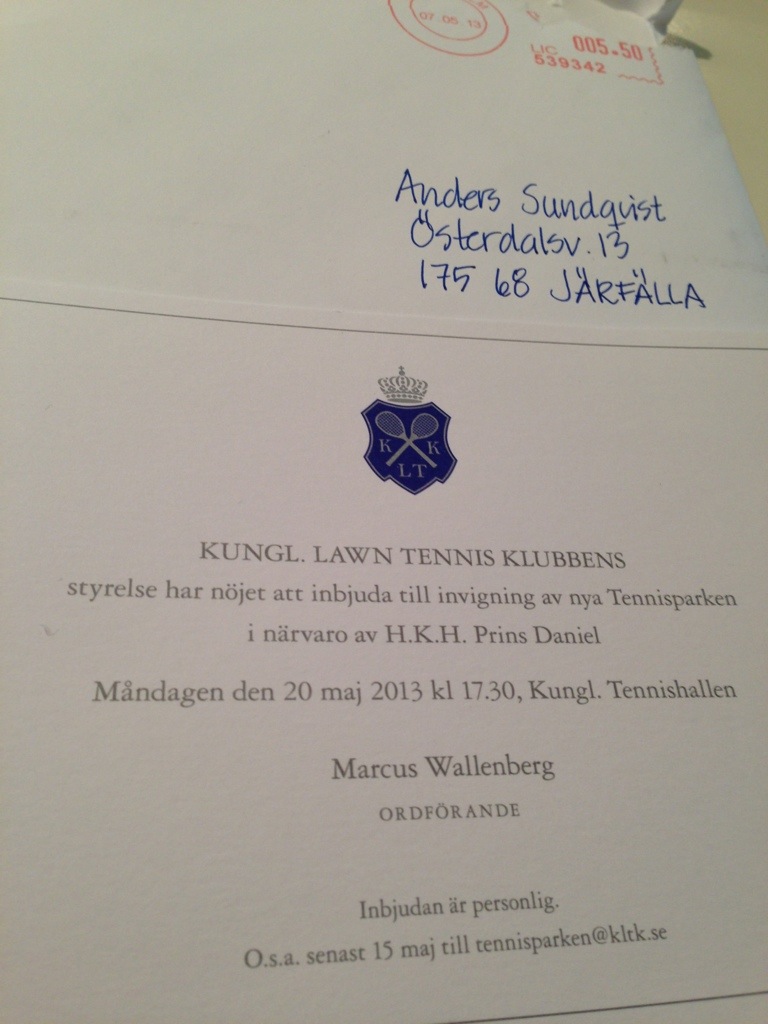 07 05 13
005.50
LIC
539342
Anders Sundqvist
Österdalsv. 13
175 68 JÄRFÄLLA
K K
LT
KUNGL. LAWN TENNIS KLUBBENS
styrelse har nöjet att inbjuda till invigning av nya Tennisparken
i närvaro av H.K.H. Prins Daniel
Måndagen den 20 maj 2013 kl 17.30, Kungl. Tennishallen
Marcus Wallenberg
ORDFÖRANDE
Inbjudan är personlig.
O.s.a. senast 15 maj till tennisparken@kltk.se